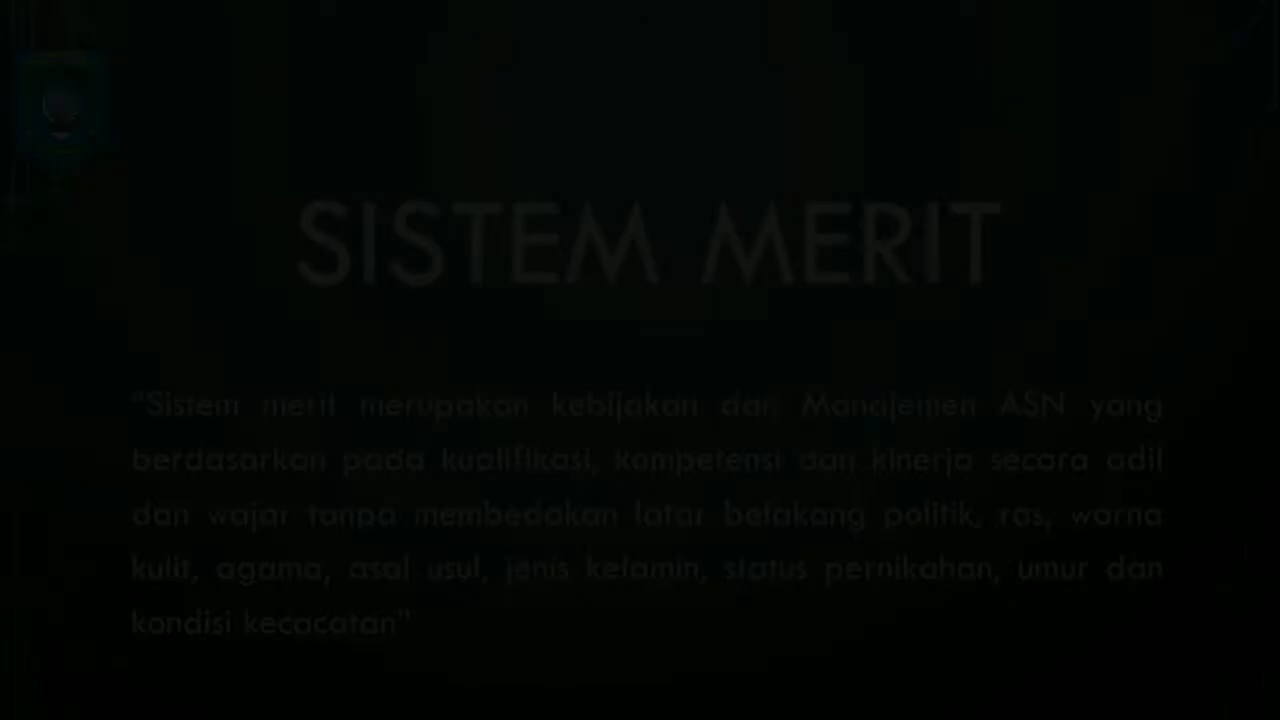 SISTEM MERIT
"Sistem merit merupakan kebijakan dan Manajemen ASN yang
berdasarkan pada kualifikasi, kompetensi dan kinerja secara adil
dan wajar tanpa membedakan latar belakang politik, ras, warna
kulit, agama, asal usul, jenis kelamin, status pernikahan, umur dan
kondisi kecacatan"